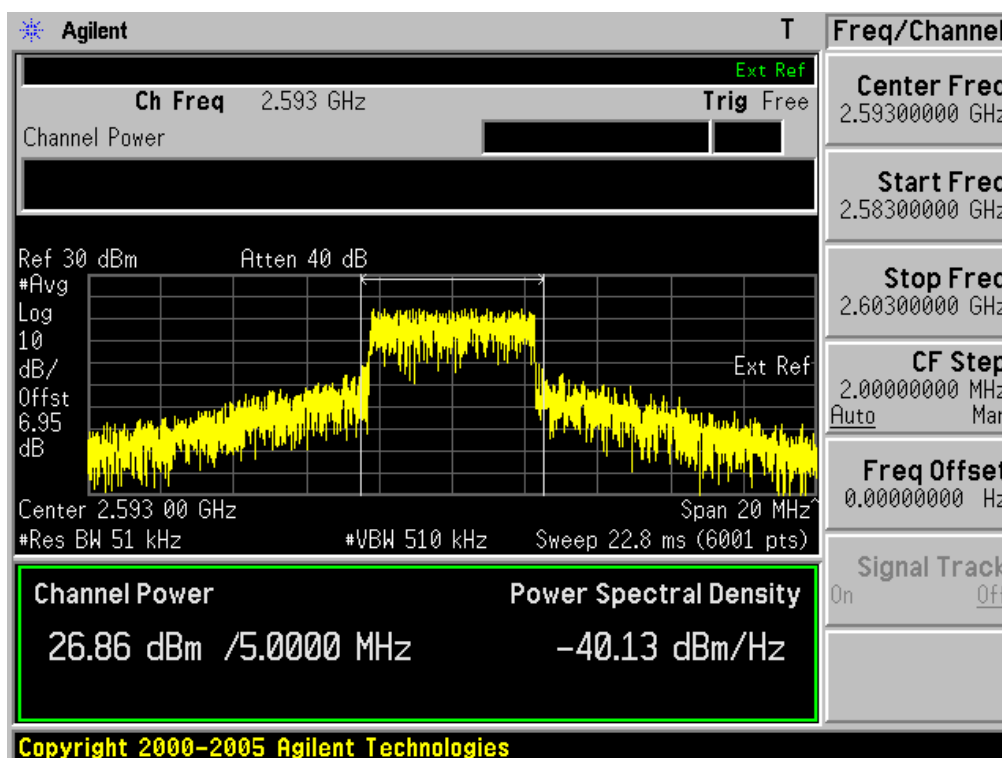 Agilent T
Ext Ref
Ch Freq 2.593 GHz Trig Free
Channel Power
Ref 30 dBm Atten 40 dB
#Avg
Log
10
dB/
Offst
6.95
dB
Ext Ref
Center 2.593 00 GHz Span 20 MHz^
#Res BW 51 kHz #VBW 510 kHz Sweep 22.8 ms (6001 pts)
Channel Power Power Spectral Density
26.86 dBm /5.0000 MHz -40.13 dBm/Hz
Copyright 2000-2005 Agilent Technologies
Freq/Channel
Center Freq
2.59300000 GHz
Start Freq
2.58300000 GHz
Stop Freq
2.60300000 GHz
CF Step
2.00000000 MHz
Auto Man
Freq Offset
0.00000000 Hz
Signal Track
On Off